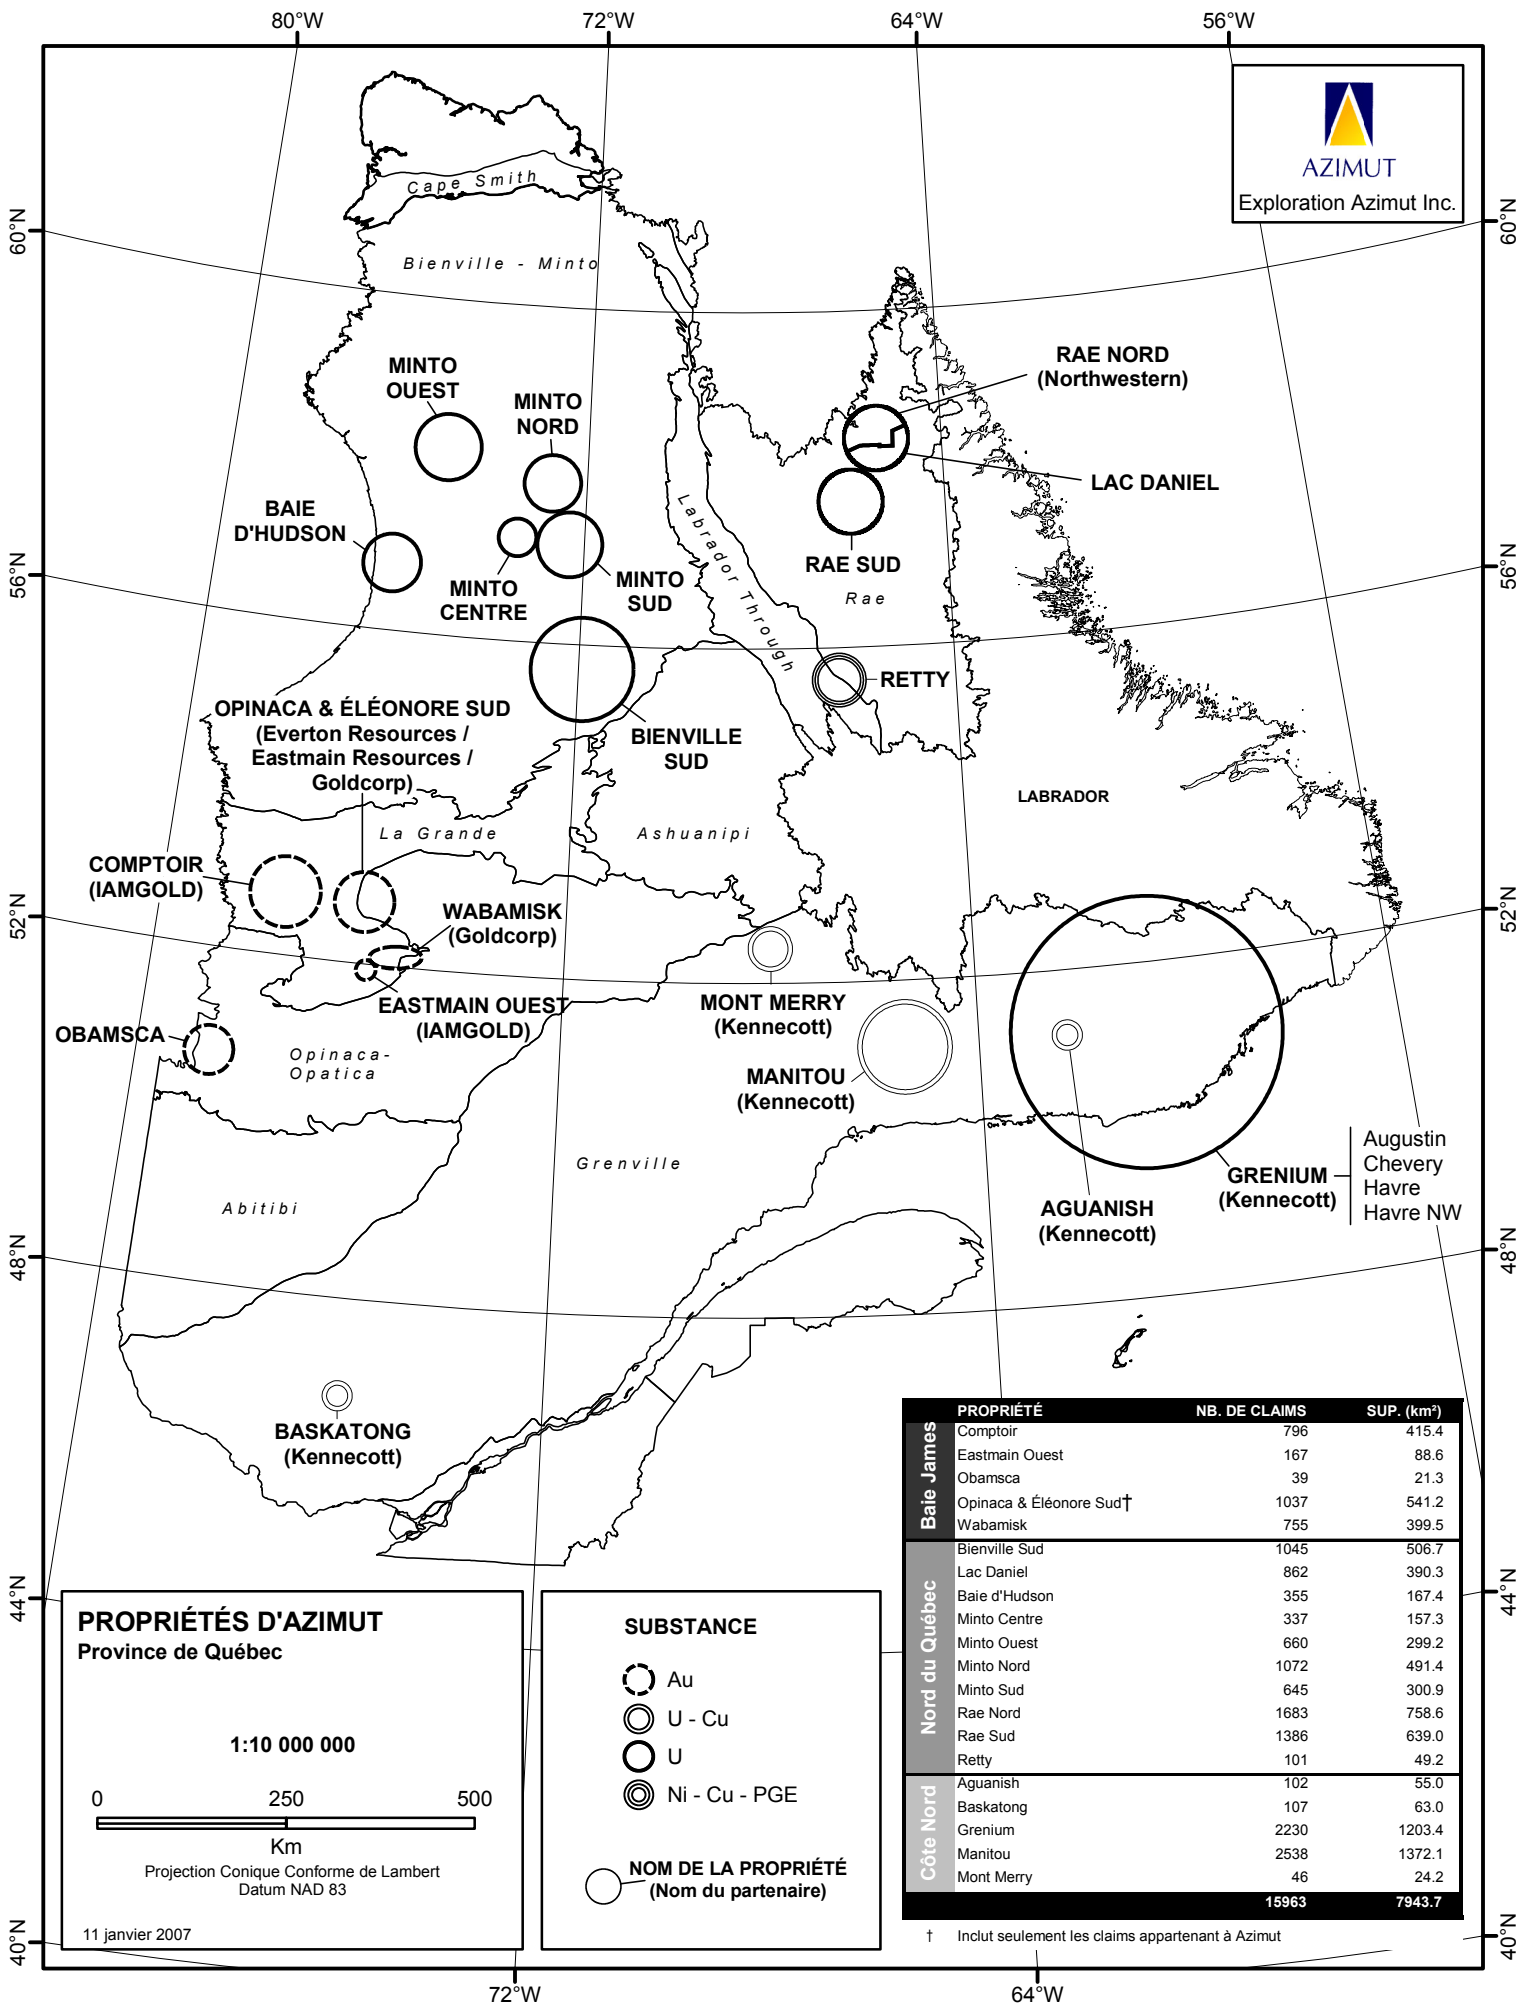 80°W
72°W
64°W
56°W
AZIMUT
Exploration Azimut Inc.
60°N
60°N
Cape Smith
Bienville - Minto
RAE NORD
(Northwestern)
MINTO
OUEST
MINTO
NORD
LAC DANIEL
BAIE
D'HUDSON
Labrador Through
RAE SUD
56°N
56°N
MINTO
CENTRE
MINTO
SUD
Rae
RETTY
OPINACA & ÉLÉONORE SUD
(Everton Resources /
Eastmain Resources /
Goldcorp)
BIENVILLE
SUD
LABRADOR
La Grande
Ashuanipi
COMPTOIR
(IAMGOLD)
52°N
52°N
WABAMISK
(Goldcorp)
EASTMAIN OUEST
(IAMGOLD)
MONT MERRY
(Kennecott)
OBAMSCA
Opinaca-
Opatica
MANITOU
(Kennecott)
Grenville
Abitibi
AGUANISH
(Kennecott)
GRENIUM
(Kennecott)
Augustin
Chevery
Havre
Havre NW
48°N
48°N
BASKATONG
(Kennecott)
PROPRIÉTÉ NB. DE CLAIMS SUP. (km²)
Baie James
Comptoir 796 415.4
Eastmain Ouest 167 88.6
Obamsca 39 21.3
Opinaca & Éléonore Sud† 1037 541.2
Wabamisk 755 399.5
Nord du Québec
Bienville Sud 1045 506.7
Lac Daniel 862 390.3
Baie d'Hudson 355 167.4
Minto Centre 337 157.3
Minto Ouest 660 299.2
Minto Nord 1072 491.4
Minto Sud 645 300.9
Rae Nord 1683 758.6
Rae Sud 1386 639.0
Retty 101 49.2
Côte Nord
Aguanish 102 55.0
Baskatong 107 63.0
Grenium 2230 1203.4
Manitou 2538 1372.1
Mont Merry 46 24.2
15963 7943.7
† Inclut seulement les claims appartenant à Azimut
44°N
44°N
PROPRIÉTÉS D'AZIMUT
Province de Québec
1:10 000 000
0 250 500
Km
Projection Conique Conforme de Lambert
Datum NAD 83
11 janvier 2007
SUBSTANCE
Au
U - Cu
U
Ni - Cu - PGE
NOM DE LA PROPRIÉTÉ
(Nom du partenaire)
40°N
40°N
72°W
64°W